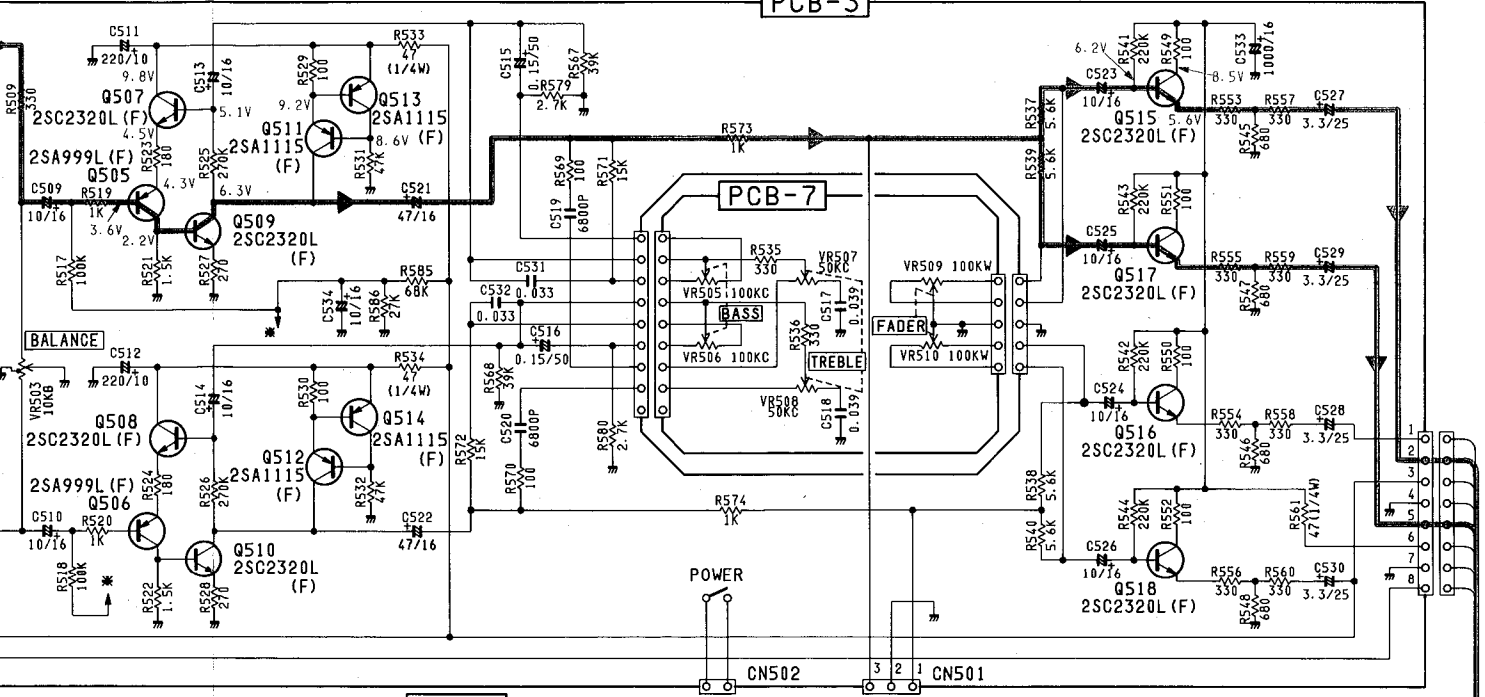 PCB-3
C511
220/10
9.8V
Q507
2SC2320L (F)
4.5V
R509
330
C513
10/16
5.1V
R529
100
9.2V
R533
47
(1/4W)
Q513
2SA1115
(F)
Q511
2SA1115
(F)
8.6V
R531
47K
2SA999L (F)
Q505
R523
180
R525
270K
4.3V
6.3V
C509
10/16
R519
1K
3.6V
2.2V
Q509
2SC2320L
(F)
R517
100K
R521
1.5K
R527
270
C521
47/16
C515
0.15/50
R567
39K
R579
2.7K
R573
1K
R569
100
R571
15K
C519
6800P
PCB-7
R585
68K
C534
10/16
R586
27K
C531
0.033
C532
0.033
C516
0.15/50
R535
330
VR507
50KC
VR505 100KC
C517
0.039
BASS
R536
330
VR506 100KC
TREBLE
VR508
50KC
C518
0.039
VR509 100KW
FADER
VR510 100KW
R541
220K
R549
100
C533
1000/16
6.2V
C523
10/16
8.5V
R537
5.6K
R539
5.6K
Q515
2SC2320L (F)
5.6V
R553
330
R557
330
C527
3.3/25
R545
680
R543
220K
R551
100
C525
10/16
Q517
2SC2320L (F)
R555
330
R559
330
C529
3.3/25
R547
680
BALANCE
VR503
10KB
C512
220/10
Q508
2SC2320L (F)
C514
10/16
R530
100
R534
47
(1/4W)
Q514
2SA1115
(F)
Q512
2SA1115
(F)
R532
47K
2SA999L (F)
Q506
R524
180
R526
270K
C510
10/16
R520
1K
R518
100K
R522
1.5K
Q510
2SC2320L
(F)
R528
270
C522
47/16
R568
39K
R572
15K
C520
6800P
R570
100
R580
2.7K
R574
1K
R542
220K
R550
100
C524
10/16
Q516
2SC2320L (F)
R554
330
R558
330
C528
3.3/25
R546
680
R538
5.6K
R540
5.6K
R544
220K
R552
100
R561
47(1/4W)
C526
10/16
Q518
2SC2320L (F)
R556
330
R560
330
C530
3.3/25
R548
680
1
2
3
4
5
6
7
8
POWER
CN502
3 2 1 CN501